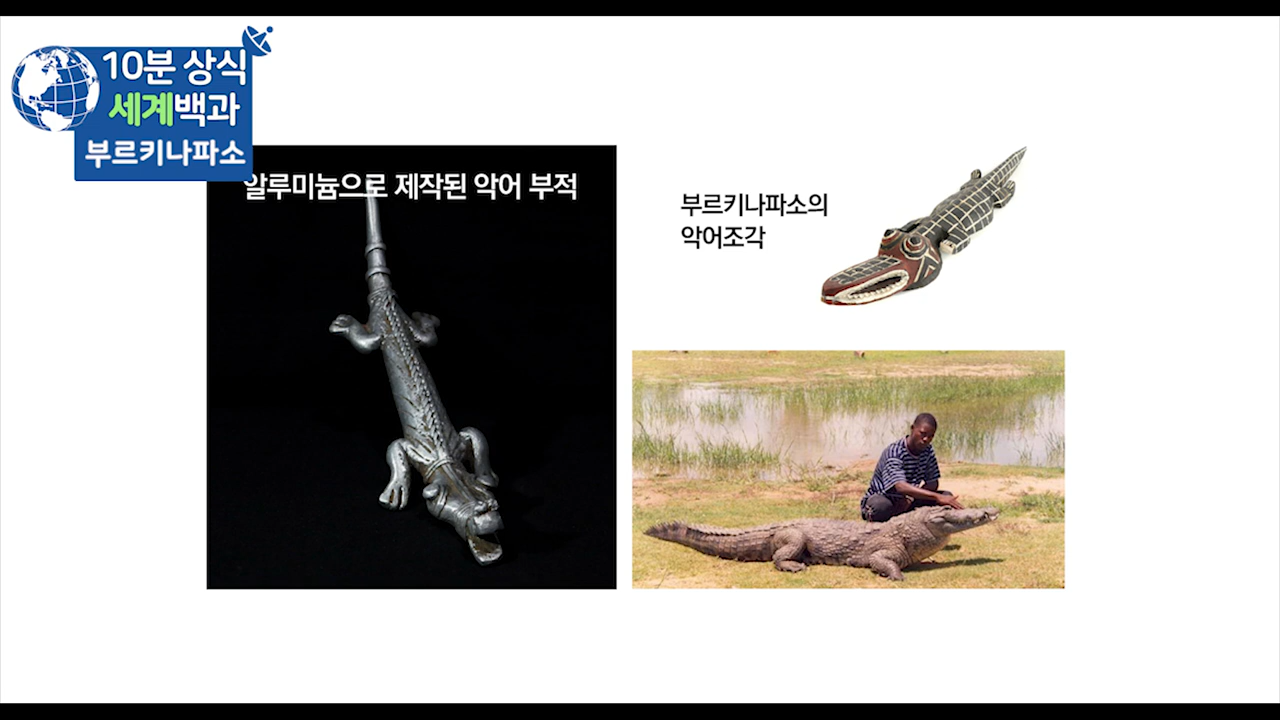 10분 상식
세계백과
부르키나파소
알루미늄으로 제작된 악어 부적
부르키나파소의
악어조각